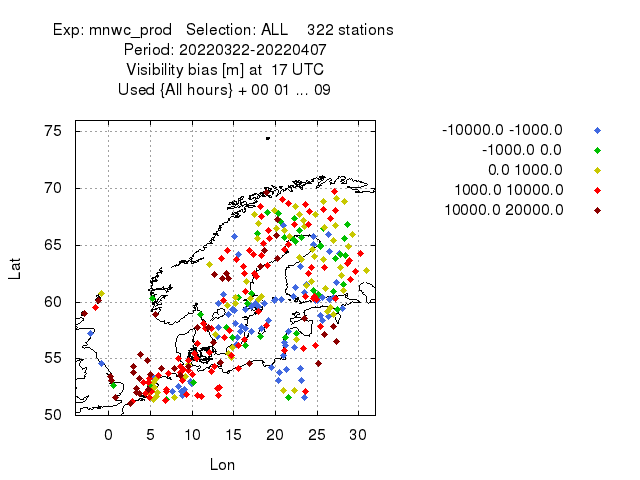 Exp: mnwc_prod Selection: ALL 322 stations
Period: 20220322-20220407
Visibility bias [m] at 17 UTC
Used {All hours} + 00 01 ... 09
-10000.0 -1000.0
-1000.0 0.0
0.0 1000.0
1000.0 10000.0
10000.0 20000.0
75
70
65
60
55
50
Lat
0 5 10 15 20 25 30
Lon